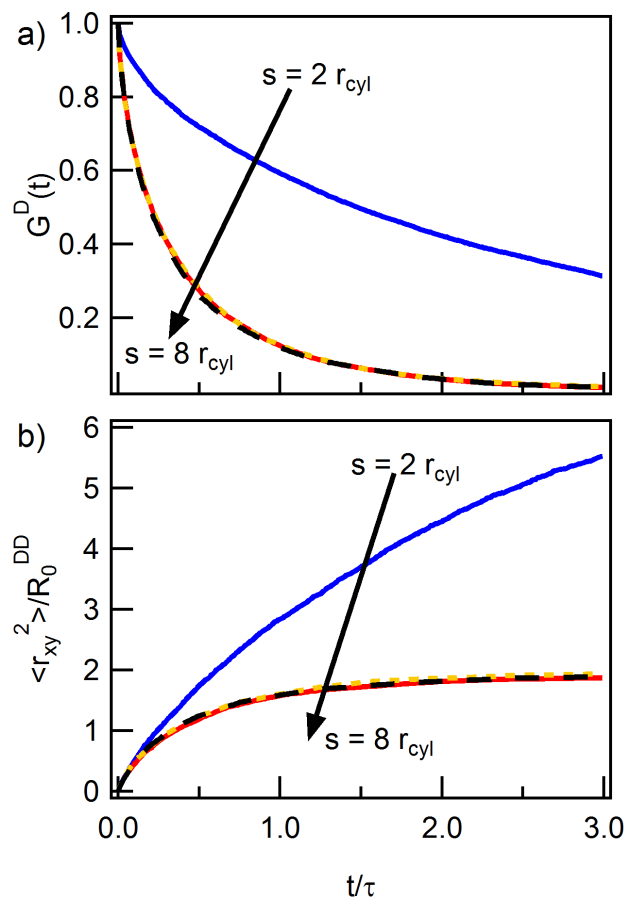 a)
1.0
0.8
0.6
0.4
0.2
G^D(t)
s = 2 r_cyl
s = 8 r_cyl
b)
6
5
4
3
2
1
0
<r_xy^2>/R_0^DD
s = 2 r_cyl
s = 8 r_cyl
0.0 1.0 2.0 3.0
t/τ